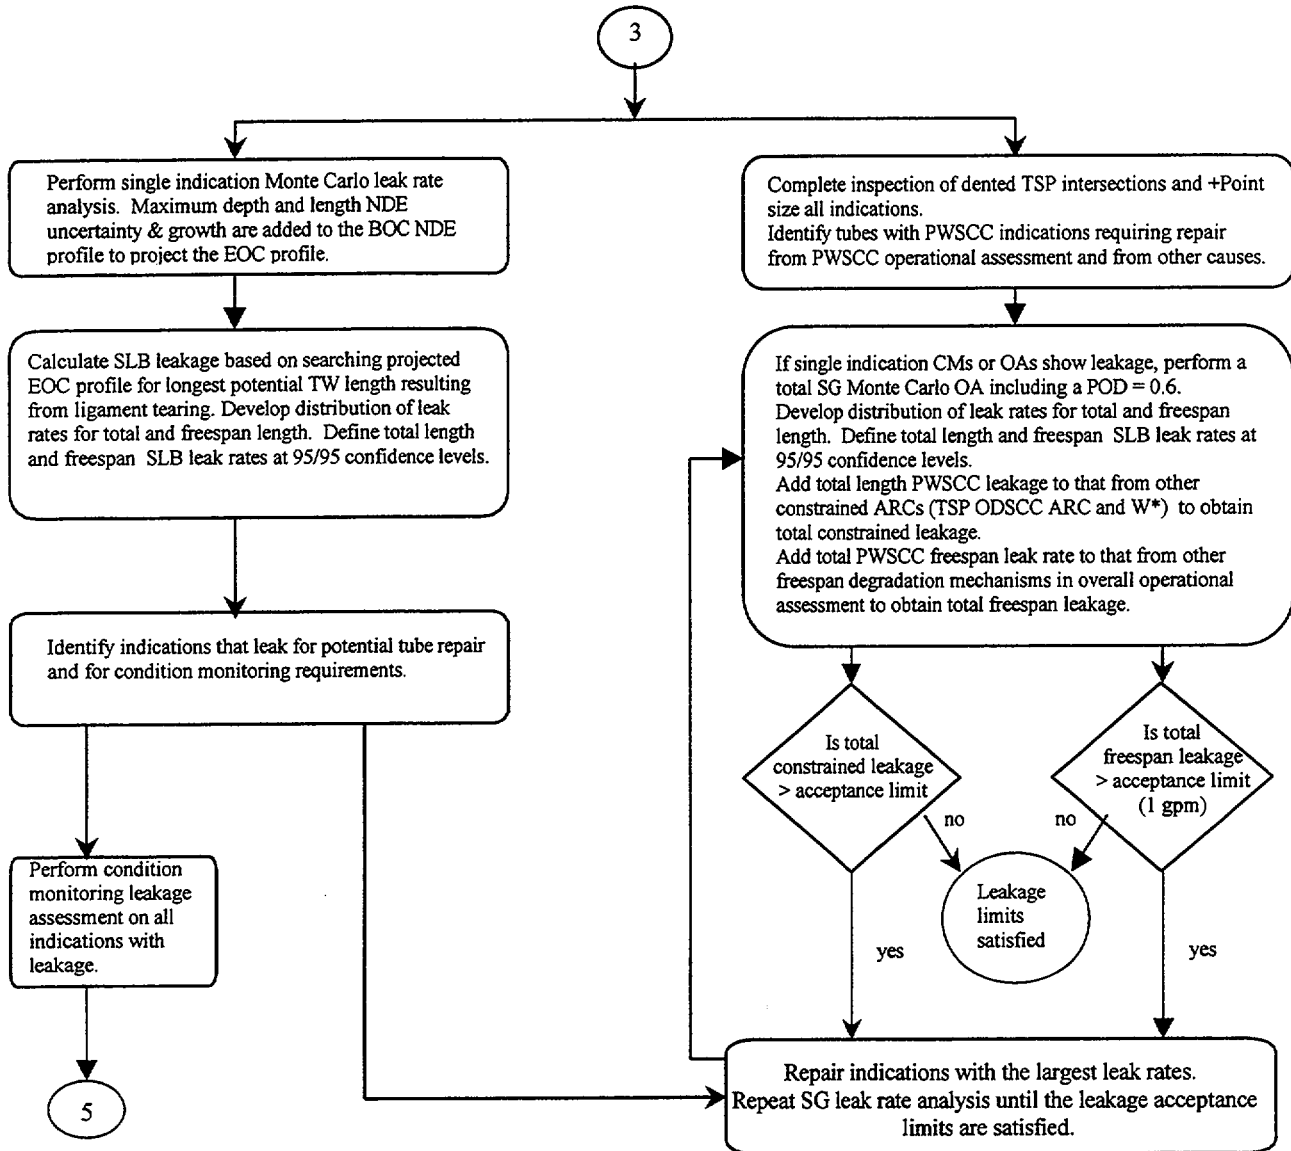 3
Perform single indication Monte Carlo leak rate
analysis. Maximum depth and length NDE
uncertainty & growth are added to the BOC NDE
profile to project the EOC profile.
Calculate SLB leakage based on searching projected
EOC profile for longest potential TW length resulting
from ligament tearing. Develop distribution of leak
rates for total and freespan length. Define total length
and freespan SLB leak rates at 95/95 confidence levels.
Identify indications that leak for potential tube repair
and for condition monitoring requirements.
Perform condition
monitoring leakage
assessment on all
indications with
leakage.
5
Complete inspection of dented TSP intersections and +Point
size all indications.
Identify tubes with PWSCC indications requiring repair
from PWSCC operational assessment and from other causes.
If single indication CMs or OAs show leakage, perform a
total SG Monte Carlo OA including a POD = 0.6.
Develop distribution of leak rates for total and freespan
length. Define total length and freespan SLB leak rates at
95/95 confidence levels.
Add total length PWSCC leakage to that from other
constrained ARCs (TSP ODSCC ARC and W*) to obtain
total constrained leakage.
Add total PWSCC freespan leak rate to that from other
freespan degradation mechanisms in overall operational
assessment to obtain total freespan leakage.
Is total
constrained leakage
> acceptance limit
Is total
freespan leakage
> acceptance limit
(1 gpm)
no
no
Leakage
limits
satisfied
yes
yes
Repair indications with the largest leak rates.
Repeat SG leak rate analysis until the leakage acceptance
limits are satisfied.